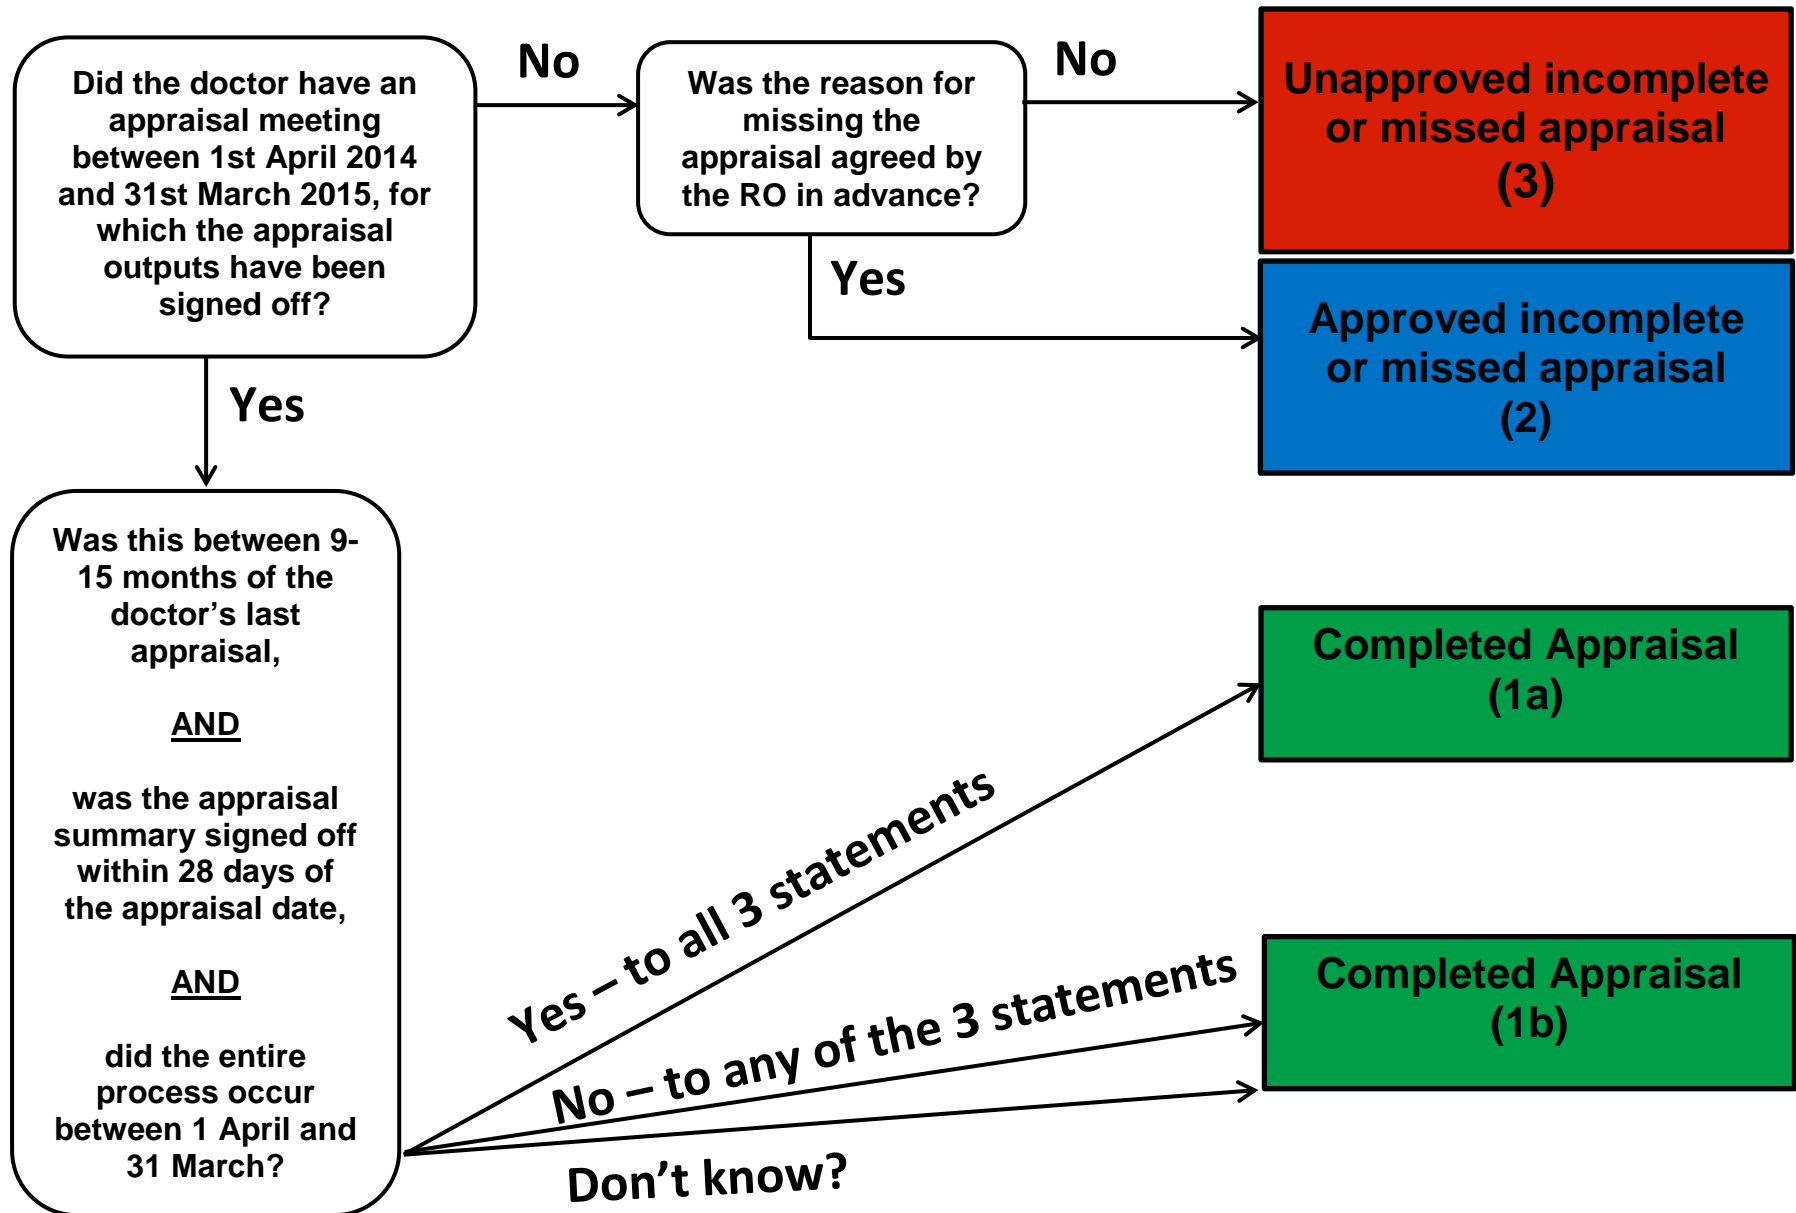 Did the doctor have an
appraisal meeting
between 1st April 2014
and 31st March 2015, for
which the appraisal
outputs have been
signed off?
No
Was the reason for
missing the
appraisal agreed by
the RO in advance?
No
Unapproved incomplete
or missed appraisal
(3)
Yes
Approved incomplete
or missed appraisal
(2)
Yes
Was this between 9-
15 months of the
doctor’s last
appraisal,
AND
was the appraisal
summary signed off
within 28 days of
the appraisal date,
AND
did the entire
process occur
between 1 April and
31 March?
Yes – to all 3 statements
Completed Appraisal
(1a)
No – to any of the 3 statements
Don’t know?
Completed Appraisal
(1b)